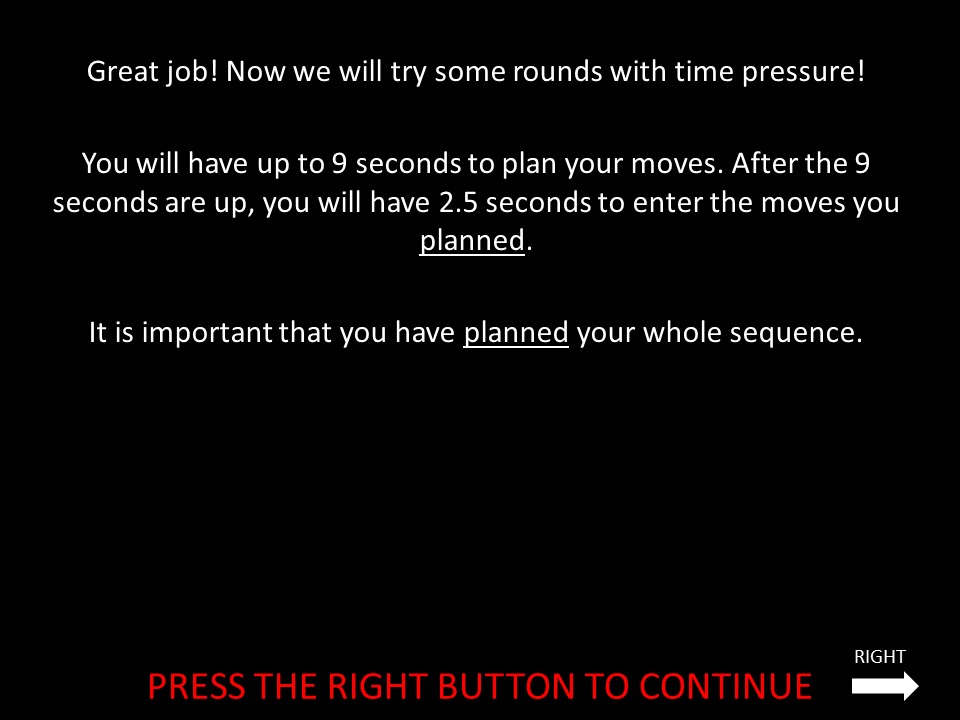 Great job! Now we will try some rounds with time pressure!
You will have up to 9 seconds to plan your moves. After the 9
seconds are up, you will have 2.5 seconds to enter the moves you
planned.
It is important that you have planned your whole sequence.
RIGHT
PRESS THE RIGHT BUTTON TO CONTINUE